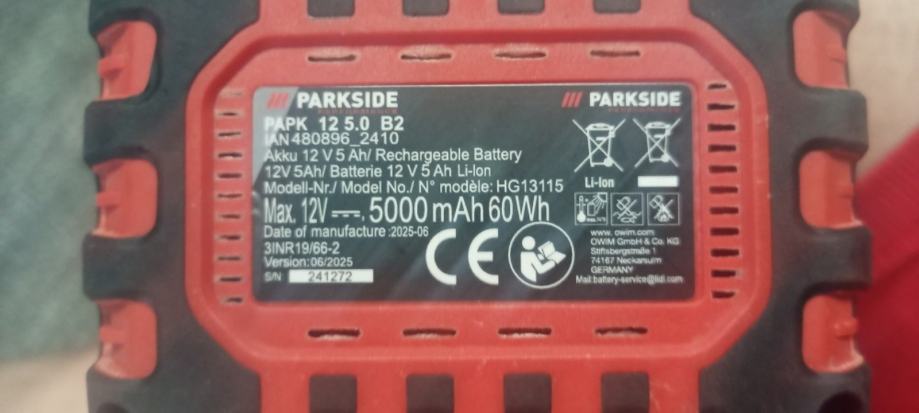 PARKSIDE
PERFORMANCE
PAPK 12 5.0 B2
IAN 480896_2410
Akku 12 V 5 Ah/ Rechargeable Battery
12V 5Ah/ Batterie 12 V 5 Ah Li-Ion
Modell-Nr./ Model No./ N° modèle: HG13115
Max. 12V 5000 mAh 60Wh
Date of manufacture :2025-06
3INR19/66-2
Version:06/2025
S/N 241272
CE
PARKSIDE
Li-Ion
www. owim.com
OWIM GmbH & Co. KG
Stiftsbergstraße 1
74167 Neckarsulm
GERMANY
Mail:battery-service@lidl.com